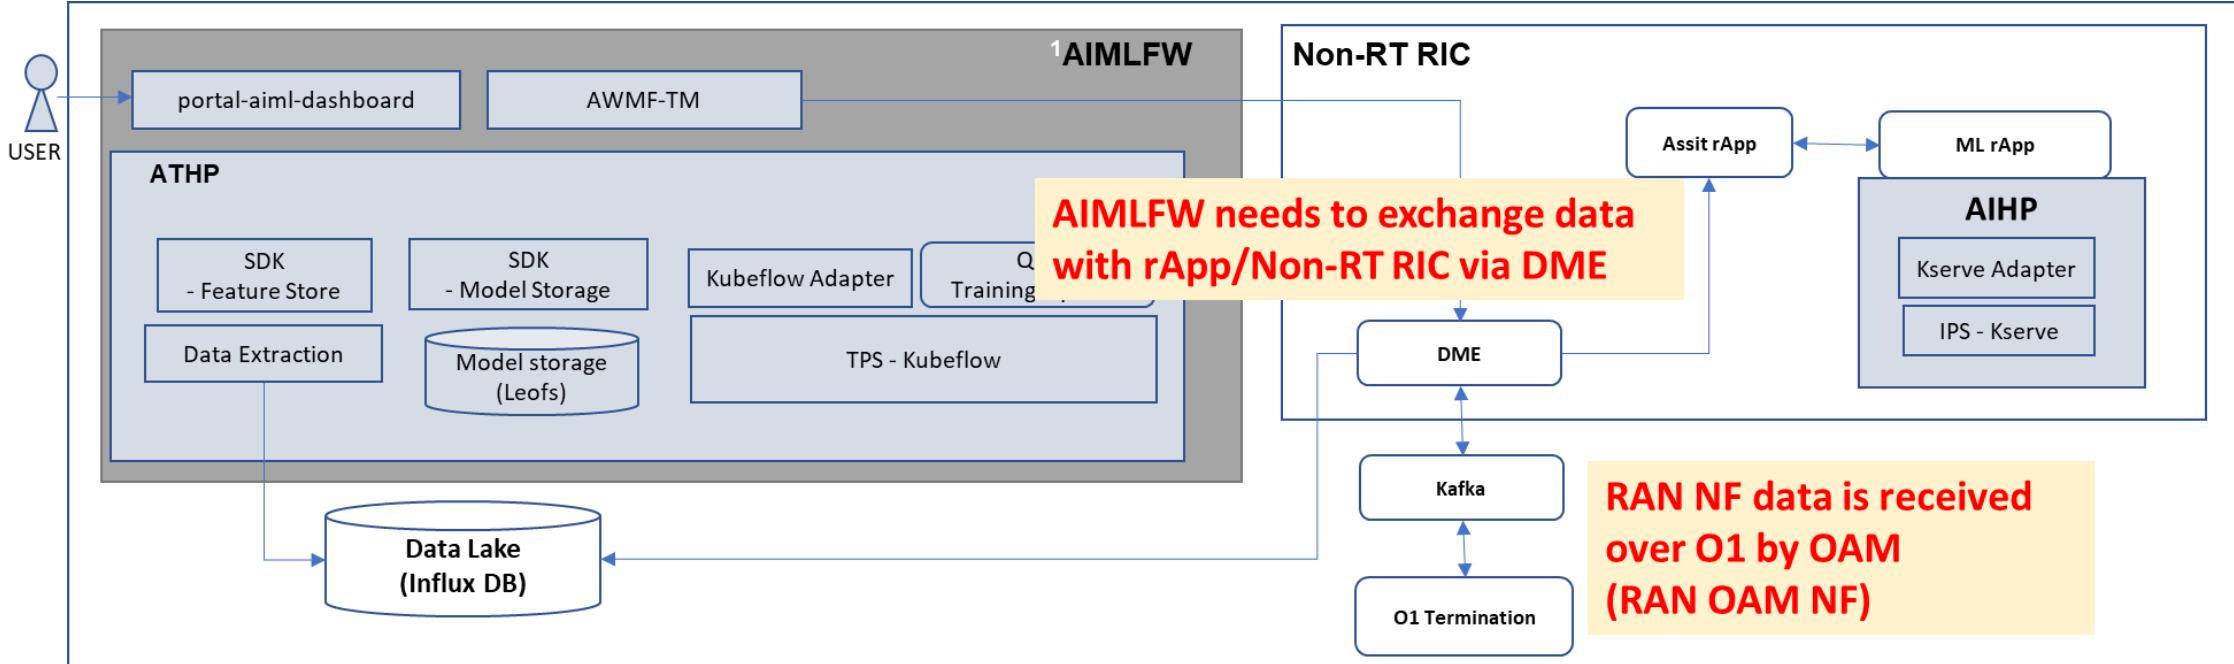 1AIMLFW
Non-RT RIC
portal-aiml-dashboard
AWMF-TM
USER
ATHP
Assit rApp
ML rApp
AIMLFW needs to exchange data
with rApp/Non-RT RIC via DME
AIHP
SDK
- Feature Store
SDK
- Model Storage
Kubeflow Adapter
Q
Training
Kserve Adapter
IPS - Kserve
Data Extraction
Model storage
(Leofs)
TPS - Kubeflow
DME
Kafka
RAN NF data is received
over O1 by OAM
(RAN OAM NF)
Data Lake
(Influx DB)
O1 Termination